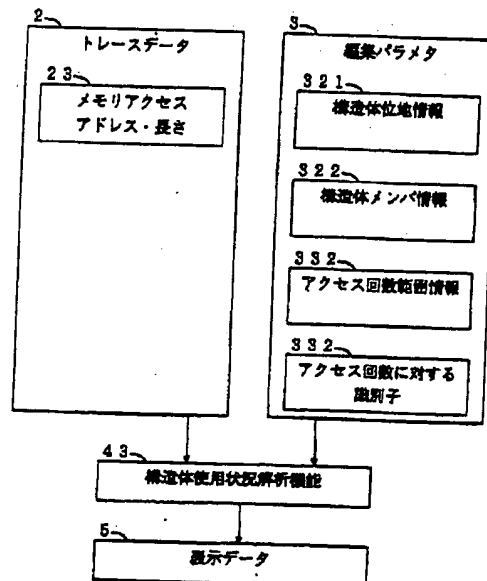 2
トレースデータ
23
メモリアクセス
アドレス・長さ
3
編集パラメタ
321
構造体位地情報
322
構造体メンバ情報
332
アクセス回数範囲情報
332
アクセス回数に対する
識別子
43
構造体使用状況解析機能
5
表示データ